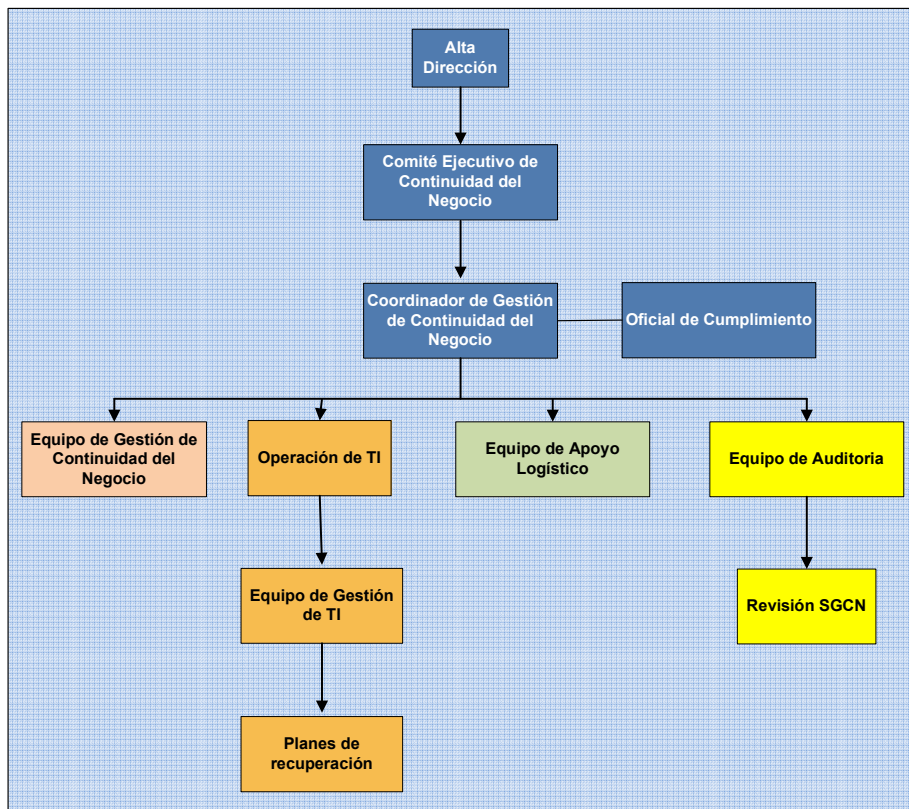 Alta
Dirección
Comité Ejecutivo de
Continuidad del
Negocio
Coordinador de Gestión
de Continuidad del
Negocio
Oficial de Cumplimiento
Equipo de Gestión de
Continuidad del
Negocio
Operación de TI
Equipo de Apoyo
Logístico
Equipo de Auditoria
Equipo de Gestión
de TI
Revisión SGCN
Planes de
recuperación